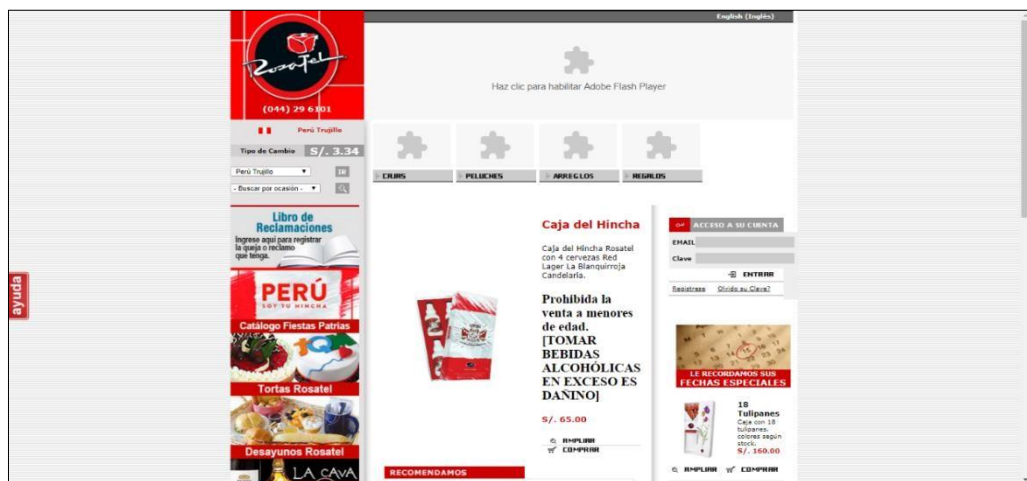 English (Inglés)
Rosatel
(044) 29 6101
Haz clic para habilitar Adobe Flash Player
Perú Trujillo
Tipo de Cambio S/. 3.34
Perú Trujillo IR
- Buscar por ocasión -
CAJAS
PELUCHES
ARREGLOS
REGALOS
Libro de
Reclamaciones
Ingrese aquí para registrar
la queja o reclamo
que tenga.
PERÚ
SOY TU HINCHA
Catálogo Fiestas Patrias
Tortas Rosatel
Desayunos Rosatel
LA CAVA
ayuda
Caja del Hincha
Caja del Hincha Rosatel
con 4 cervezas Red
Lager La Blanquirroja
Candelaria.
Prohibida la
venta a menores
de edad.
[TOMAR
BEBIDAS
ALCOHÓLICAS
EN EXCESO ES
DAÑINO]
S/. 65.00
AMPLIAR
COMPRAR
RECOMENDAMOS
ACCESO A SU CUENTA
EMAIL
Clave
ENTRAR
Registrese Olvido su Clave?
LE RECORDAMOS SUS
FECHAS ESPECIALES
18
Tulipanes
Caja con 18
tulipanes.
colores según
stock.
S/. 160.00
AMPLIAR COMPRAR